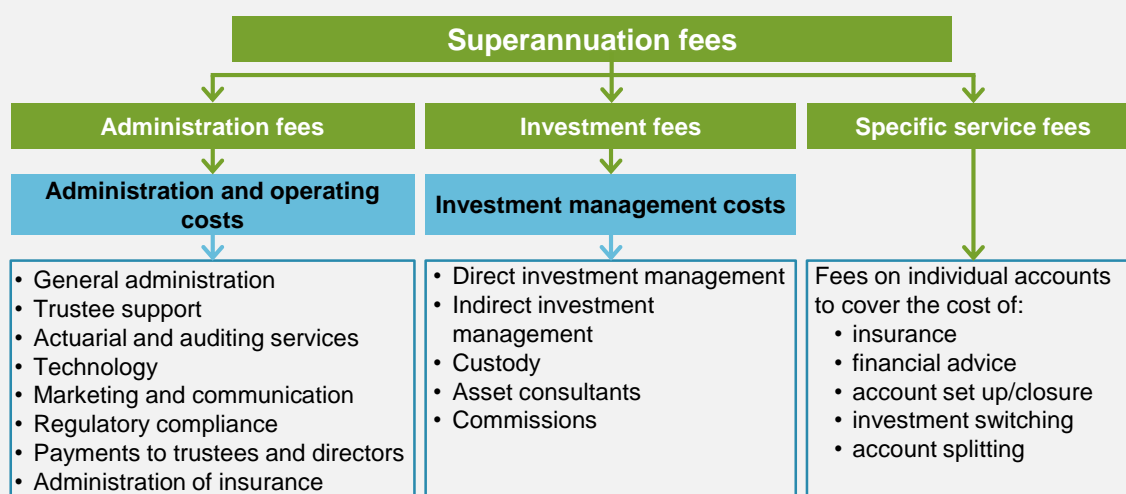 Superannuation fees
Administration fees
Investment fees
Specific service fees
Administration and operating
costs
Investment management costs
• General administration
• Trustee support
• Actuarial and auditing services
• Technology
• Marketing and communication
• Regulatory compliance
• Payments to trustees and directors
• Administration of insurance
• Direct investment management
• Indirect investment
management
• Custody
• Asset consultants
• Commissions
Fees on individual accounts
to cover the cost of:
• insurance
• financial advice
• account set up/closure
• investment switching
• account splitting